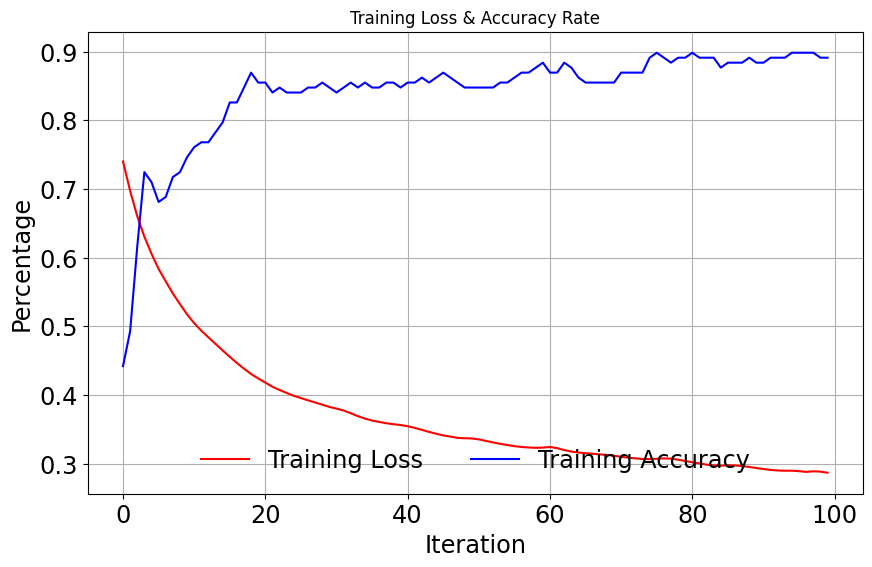 Training Loss & Accuracy Rate
0.9
0.8
0.7
0.6
0.5
0.4
0.3
Percentage
Training Loss
Training Accuracy
0 20 40 60 80 100
Iteration